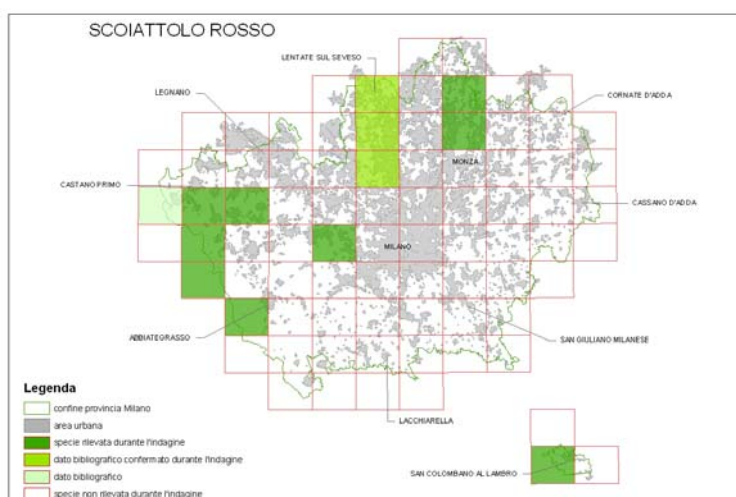 SCOIATTOLO ROSSO
LENTATE SUL SEVESO
LEGNANO
CORNATE D'ADDA
MONZA
CASTANO PRIMO
CASSANO D'ADDA
MILANO
ABBIATEGRASSO
SAN GIULIANO MILANESE
LACCHIARELLA
SAN COLOMBANO AL LAMBRO
Legenda
confine provincia Milano
area urbana
specie rilevata durante l'indagine
dato bibliografico confermato durante l'indagine
dato bibliografico
specie non rilevata durante l'indagine